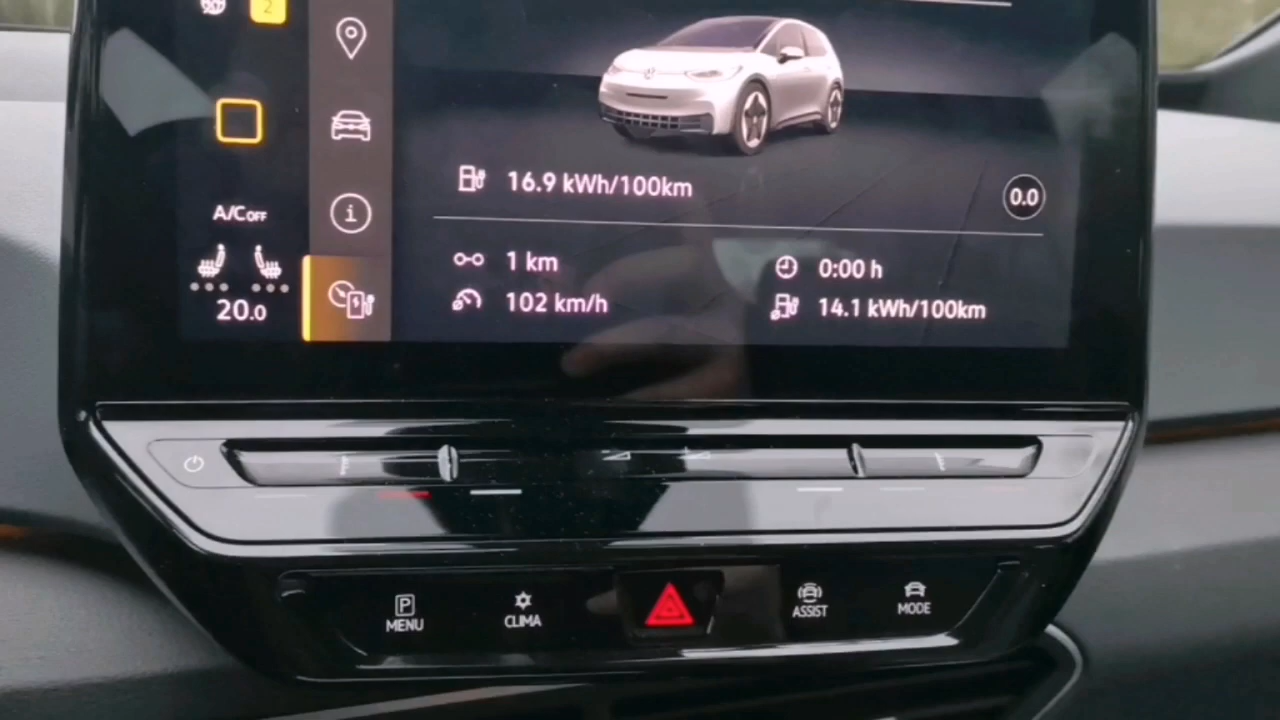 2
16.9 kWh/100km
0.0
A/C OFF
1 km
0:00 h
20.0
102 km/h
14.1 kWh/100km
P
MENU
CLIMA
ASSIST
MODE